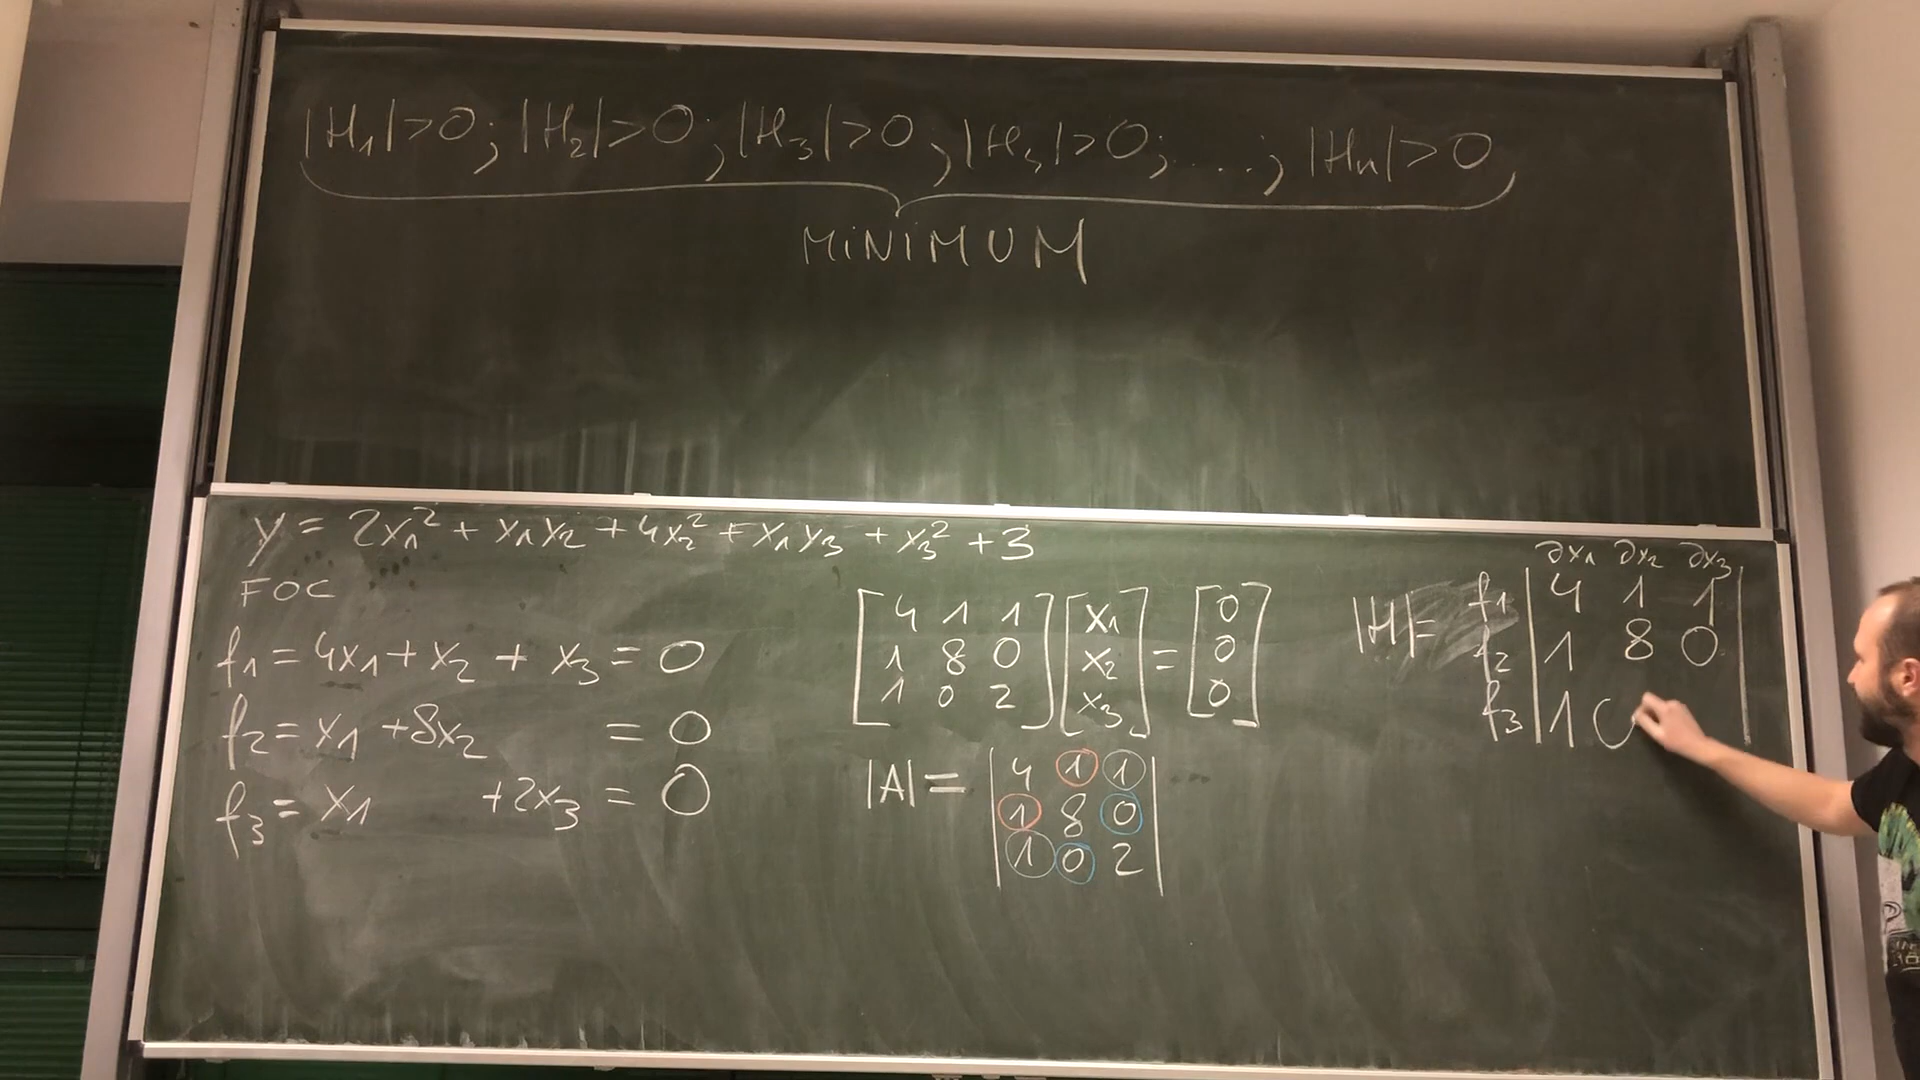 |H₁|>0; |H₂|>0; |H₃|>0; |H₄|>0; ...; |Hn|>0,
MINIMUM
y = 2x₁² + x₁x₂ + 4x₂² + x₁y₃ + x₃² + 3
FOC
f₁ = 4x₁ + x₂ + x₃ = 0
f₂ = x₁ + 8x₂ = 0
f₃ = x₁ + 2x₃ = 0
[4 1 1] [x₁] [0]
[1 8 0] [x₂] = [0]
[1 0 2] [x₃] [0]
|A| = |4 1 1|
|1 8 0|
|1 0 2|
∂x₁ ∂x₂ ∂x₃
|H| = f₁ |4 1 1|
f₂ |1 8 0|
f₃ |1 0